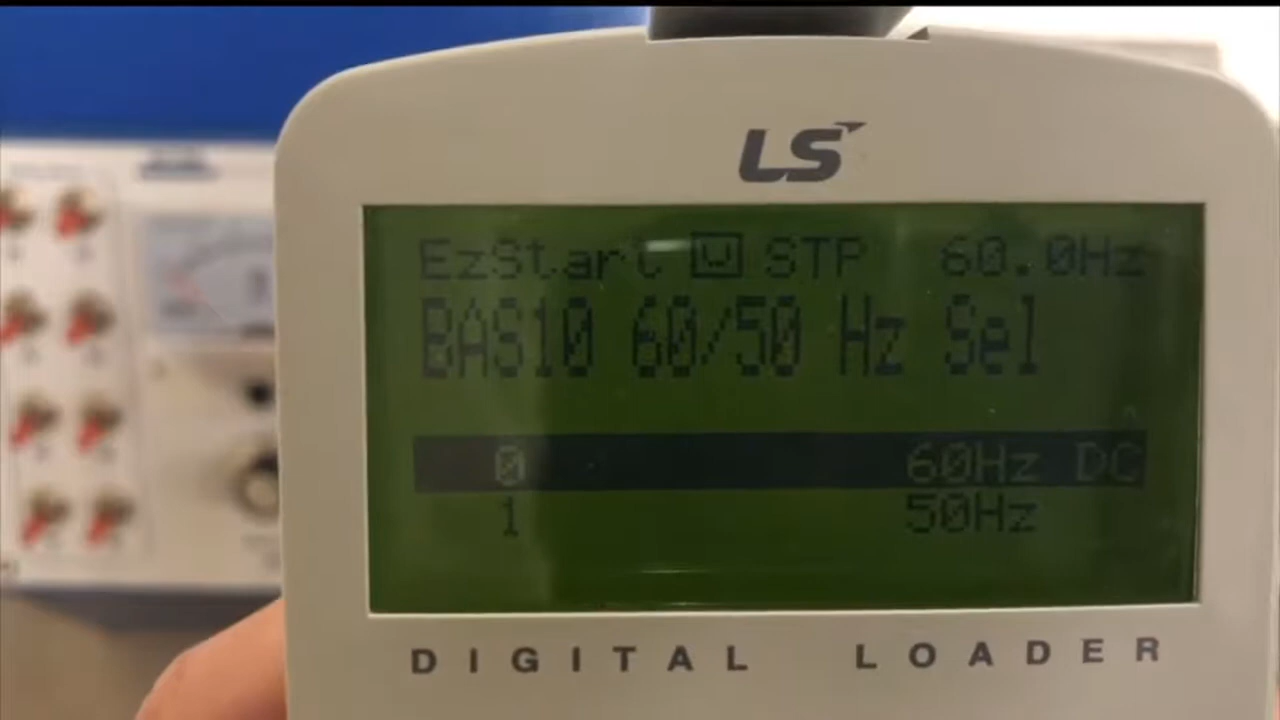 LS
EzStart U STP 60.0Hz
BAS10 60/50 Hz Sel
0 60Hz DC
1 50Hz
DIGITAL LOADER